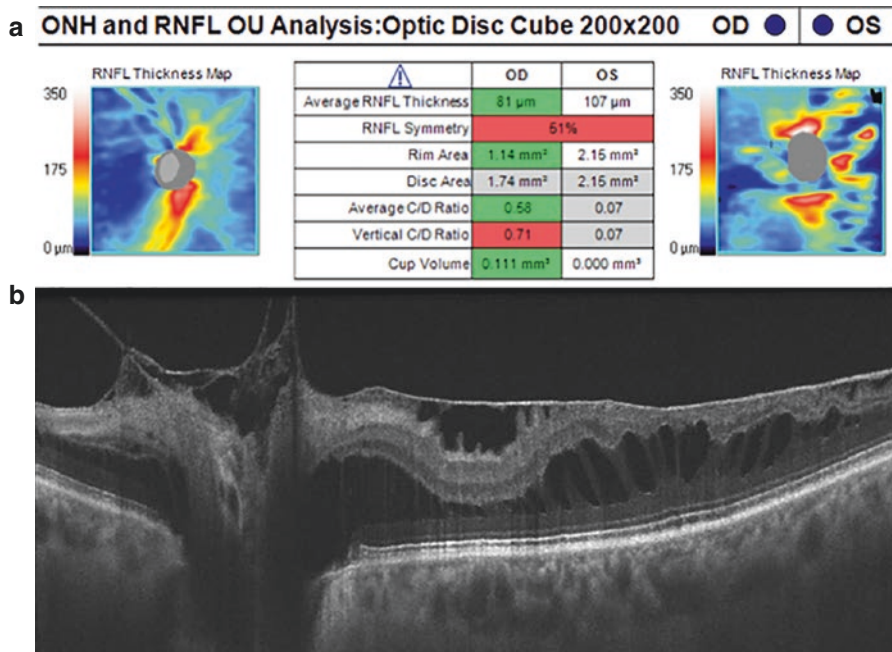 a
ONH and RNFL OU Analysis:Optic Disc Cube 200x200 OD OS
RNFL Thickness Map
350
175
0 µm
OD OS
Average RNFL Thickness 81 µm 107 µm
RNFL Symmetry 51%
Rim Area 1.14 mm² 2.15 mm²
Disc Area 1.74 mm² 2.15 mm²
Average C/D Ratio 0.58 0.07
Vertical C/D Ratio 0.71 0.07
Cup Volume 0.111 mm³ 0.000 mm³
RNFL Thickness Map
350
175
0 µm
b